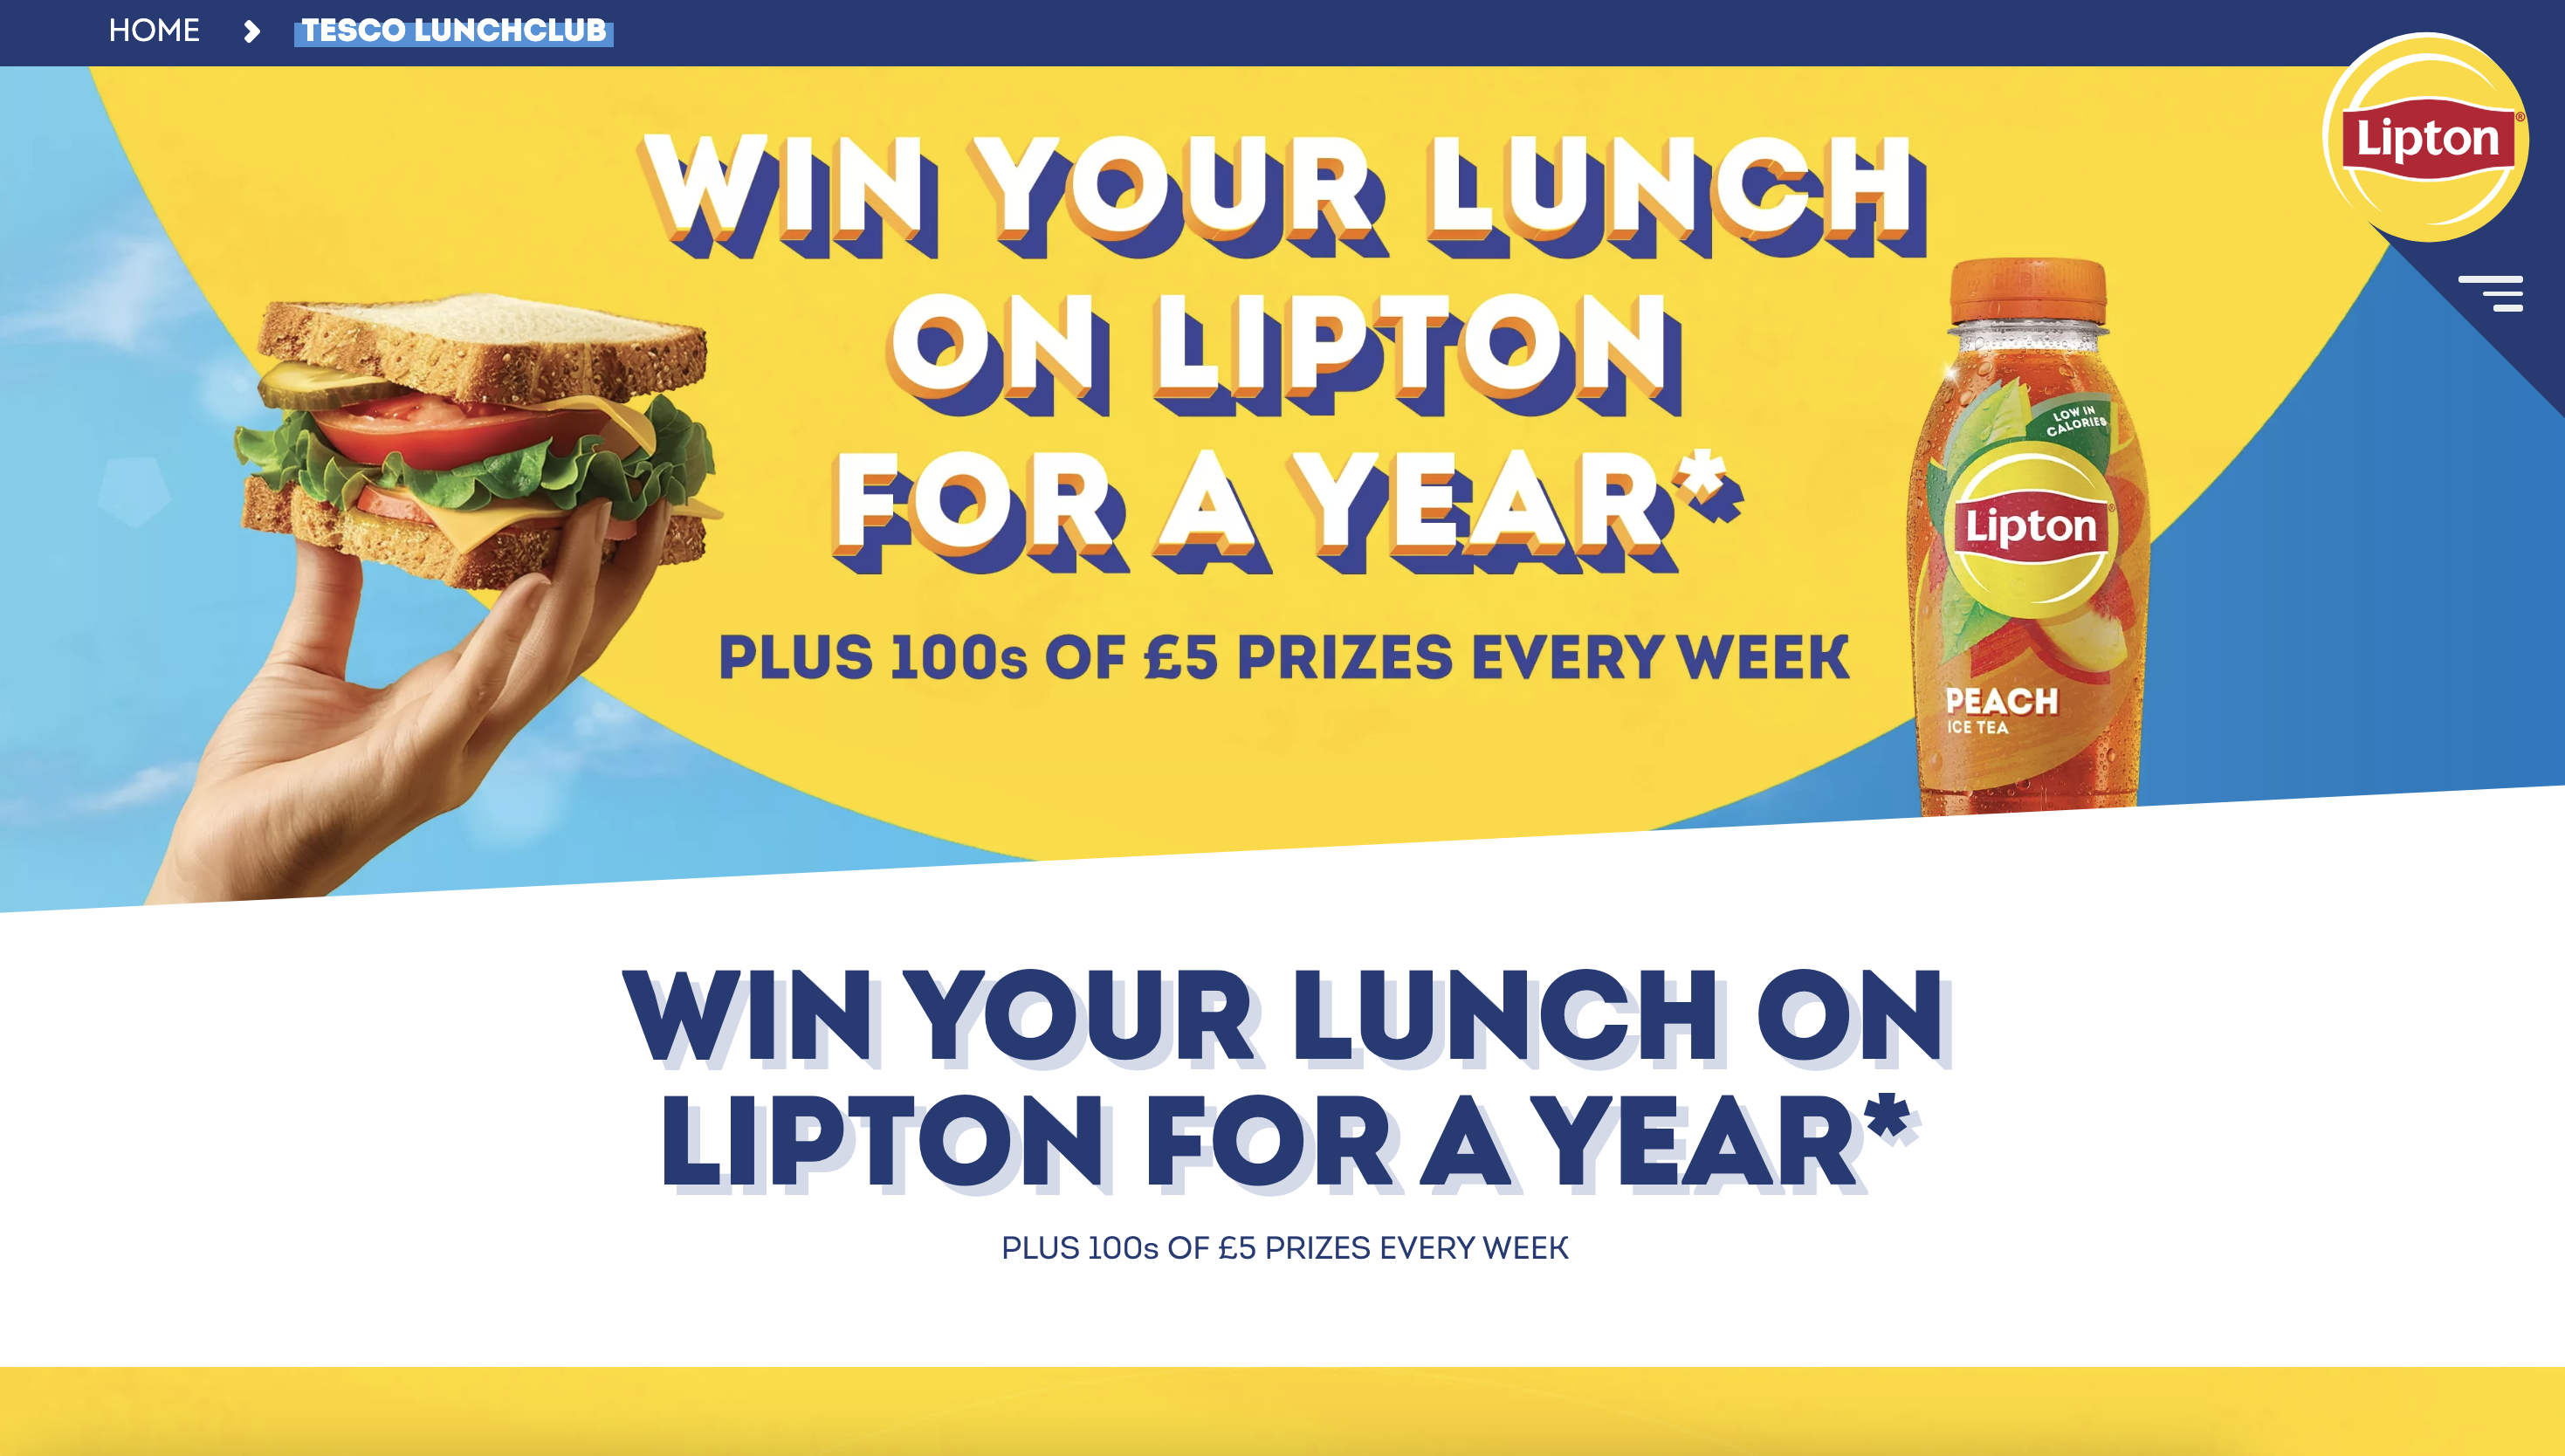 HOME
TESCO LUNCHCLUB
Lipton®
WIN YOUR LUNCH
ON LIPTON
FOR A YEAR*
PLUS 100s OF £5 PRIZES EVERY WEEK
LOW IN
CALORIES
Lipton®
PEACH
ICE TEA
WIN YOUR LUNCH ON
LIPTON FOR A YEAR*
PLUS 100s OF £5 PRIZES EVERY WEEK